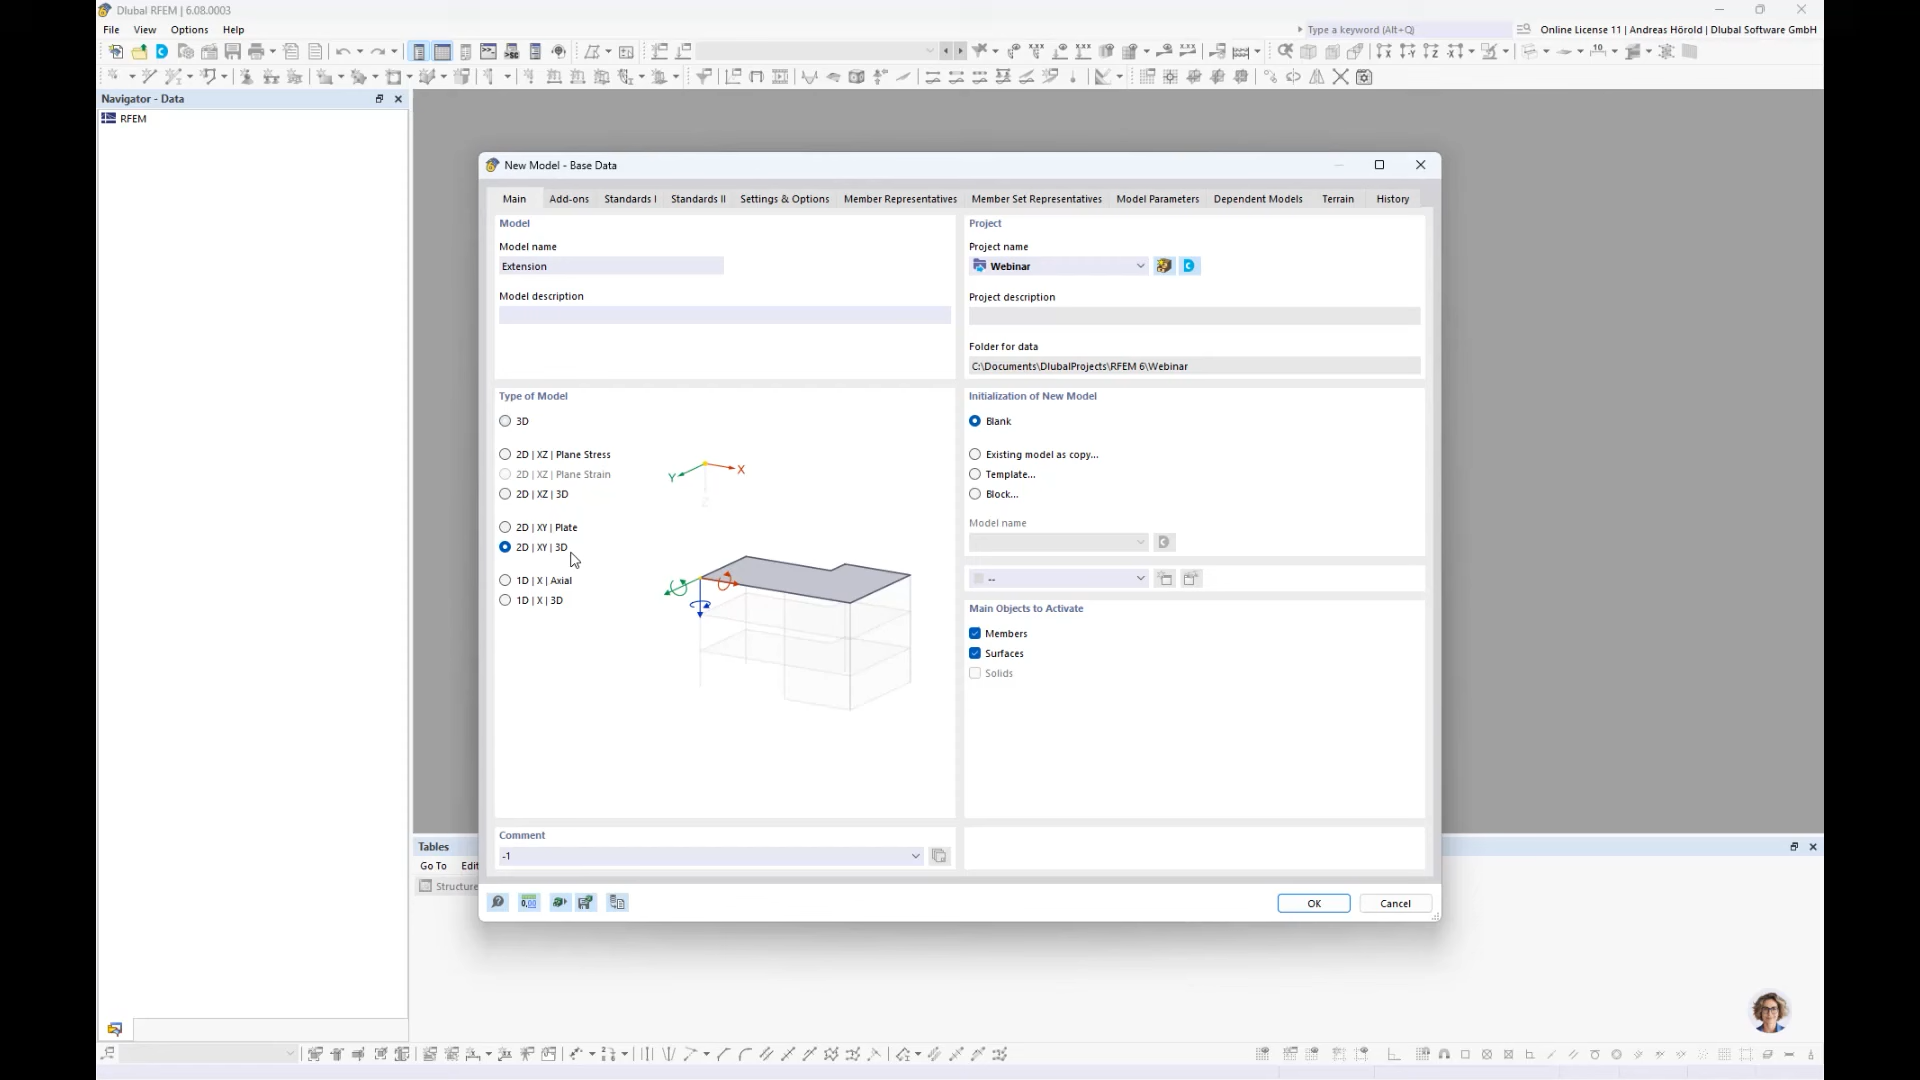 Dlubal RFEM | 6.08.0003
File View Options Help
Type a keyword (Alt+Q)
Online License 11 | Andreas Hörold | Dlubal Software GmbH
Navigator - Data
RFEM
New Model - Base Data
Main Add-ons Standards I Standards II Settings & Options Member Representatives Member Set Representatives Model Parameters Dependent Models Terrain History
Model
Model name
Extension
Model description
Project
Project name
Webinar
Project description
Folder for data
C:\Documents\DlubalProjects\RFEM 6\Webinar
Type of Model
3D
2D | XZ | Plane Stress
2D | XZ | Plane Strain
2D | XZ | 3D
2D | XY | Plate
2D | XY | 3D
1D | X | Axial
1D | X | 3D
Y X
Z
Initialization of New Model
Blank
Existing model as copy...
Template...
Block...
Model name
--
Main Objects to Activate
Members
Surfaces
Solids
Comment
-1
OK Cancel
Tables
Go To Edit
Structure